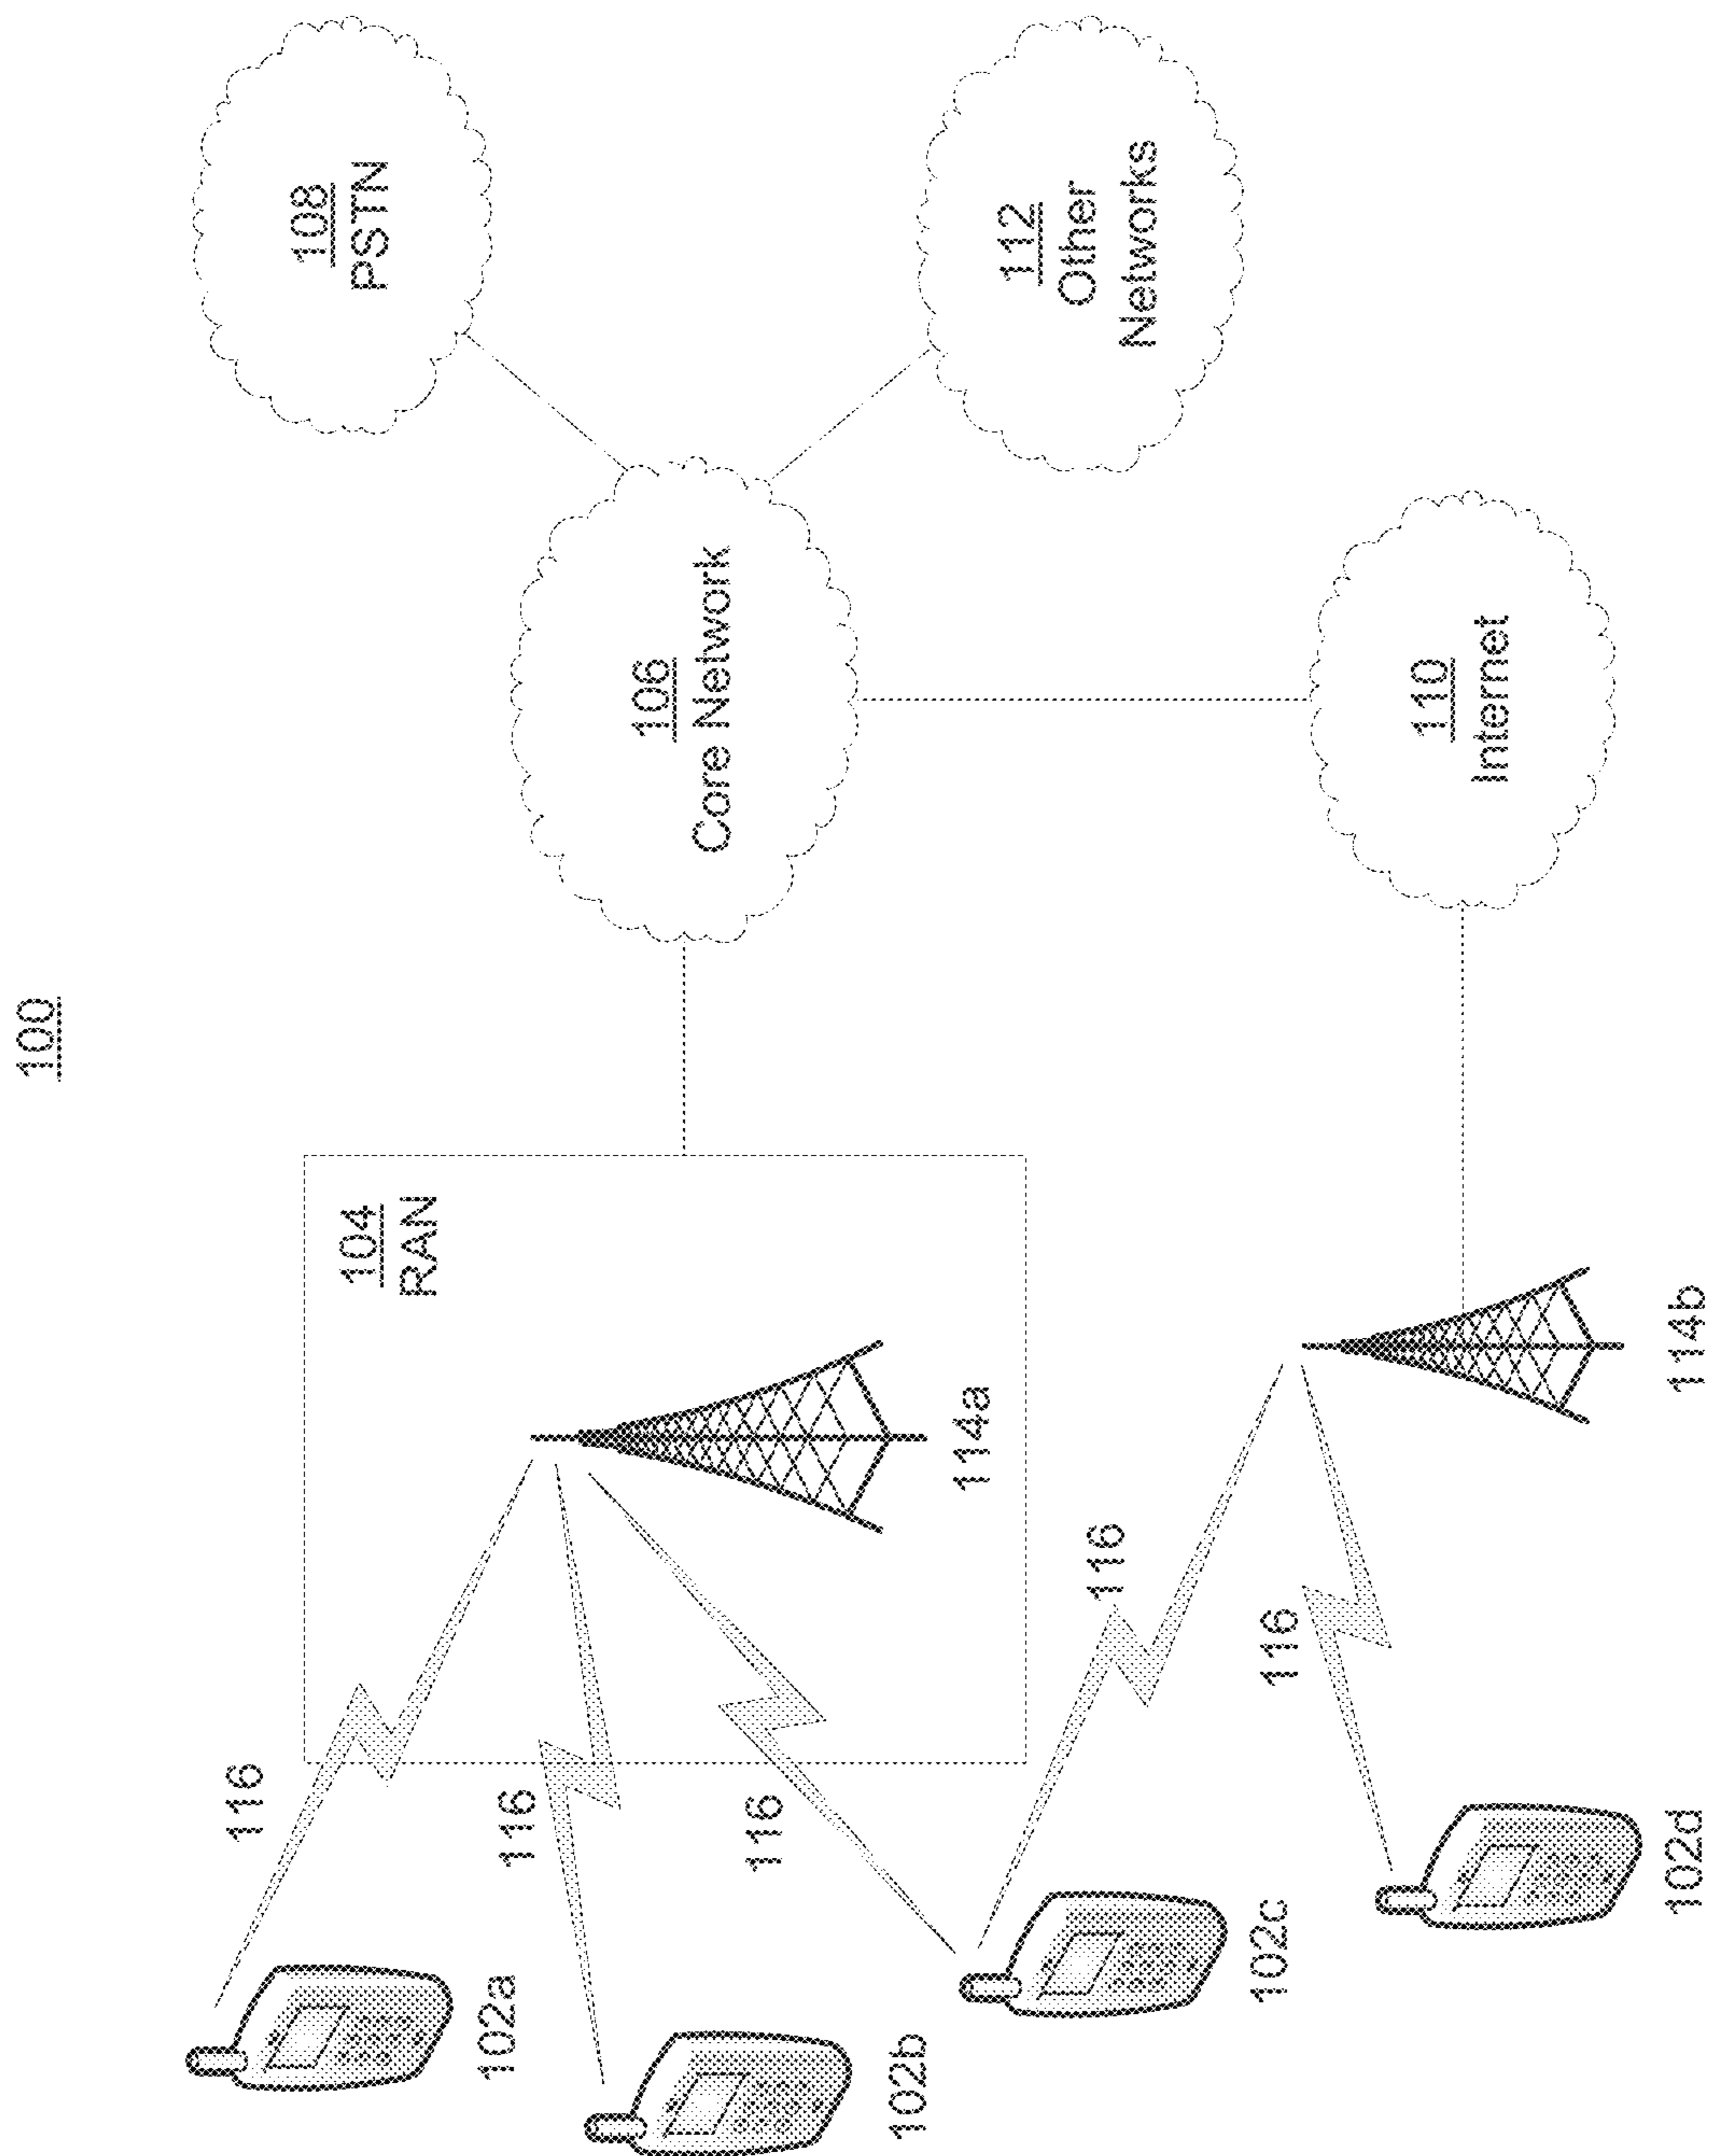 100
108
PSTN
104
RAN
106
Core Network
112
Other
Networks
110
Internet
114a
114b
116
116
116
116
116
102a
102b
102c
102d